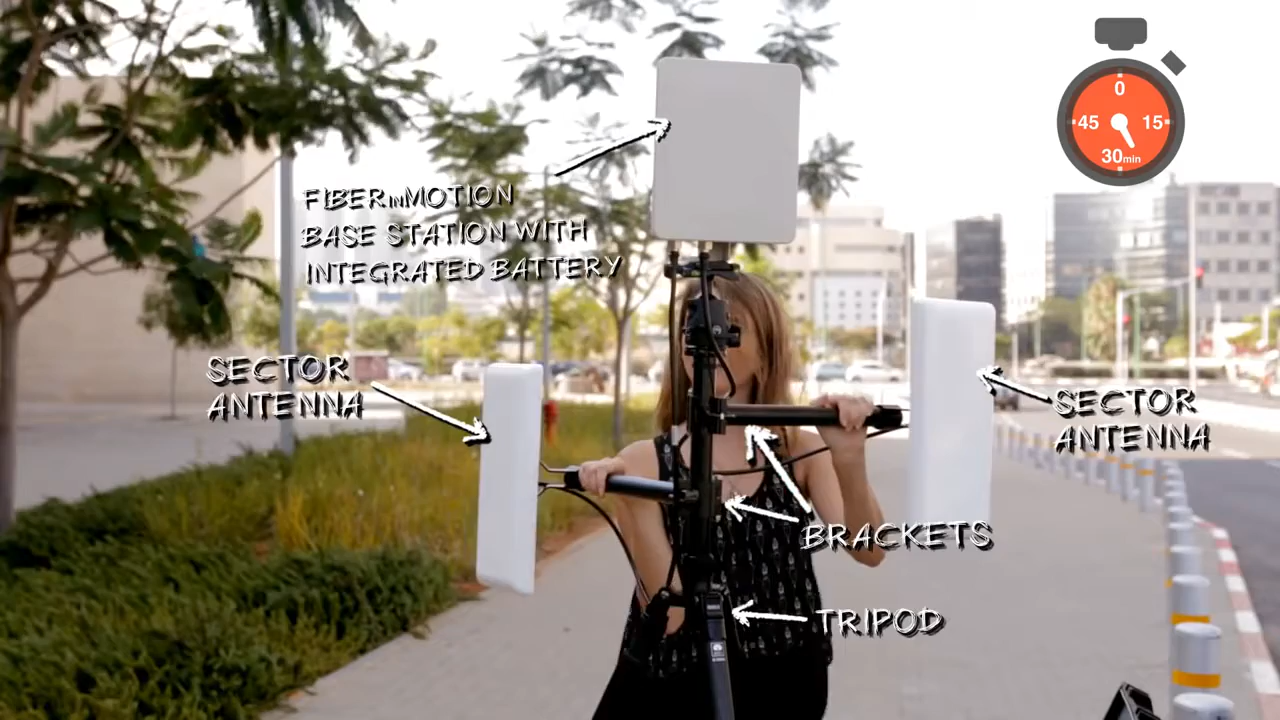 0
45
15
30min
FIBERinMOTION
BASE STATION WITH
INTEGRATED BATTERY
SECTOR
ANTENNA
SECTOR
ANTENNA
BRACKETS
TRIPOD